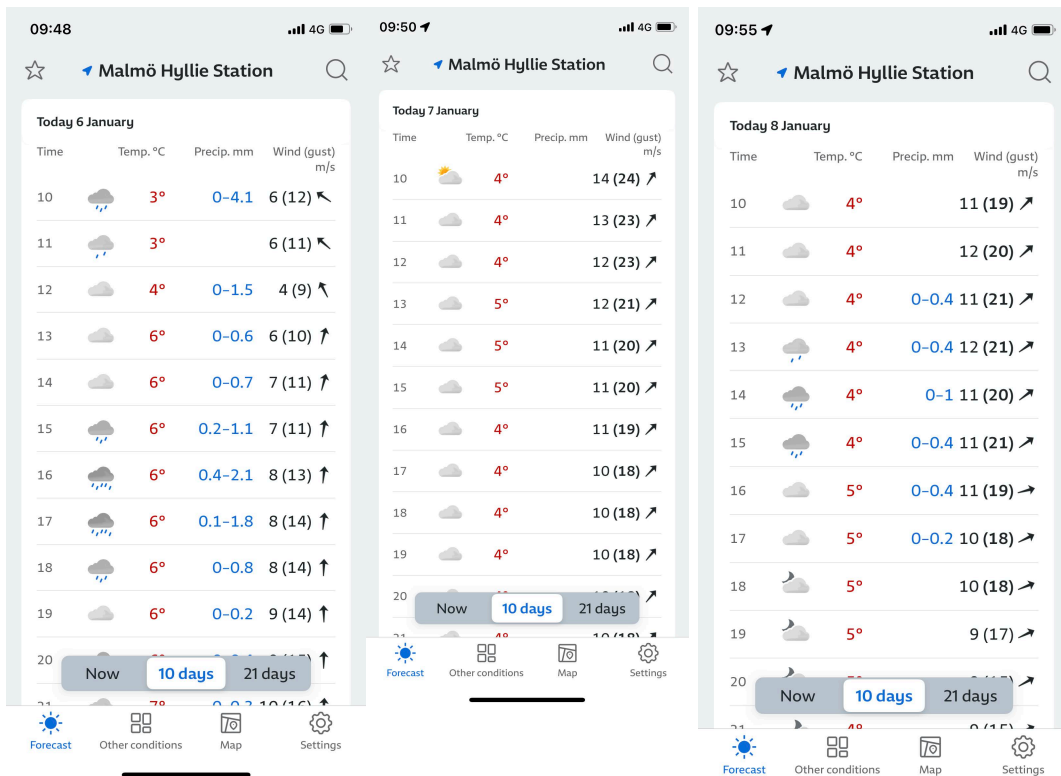 09:48 4G
Malmö Hyllie Station
Today 6 January
Time Temp. °C Precip. mm Wind (gust) m/s
10 3° 0–4.1 6 (12)
11 3° 6 (11)
12 4° 0–1.5 4 (9)
13 6° 0–0.6 6 (10)
14 6° 0–0.7 7 (11)
15 6° 0.2–1.1 7 (11)
16 6° 0.4–2.1 8 (13)
17 6° 0.1–1.8 8 (14)
18 6° 0–0.8 8 (14)
19 6° 0–0.2 9 (14)
20
Now 10 days 21 days
Forecast Other conditions Map Settings
09:50 4G
Malmö Hyllie Station
Today 7 January
Time Temp. °C Precip. mm Wind (gust) m/s
10 4° 14 (24)
11 4° 13 (23)
12 4° 12 (23)
13 5° 12 (21)
14 5° 11 (20)
15 5° 11 (20)
16 4° 11 (19)
17 4° 10 (18)
18 4° 10 (18)
19 4° 10 (18)
20
Now 10 days 21 days
Forecast Other conditions Map Settings
09:55 4G
Malmö Hyllie Station
Today 8 January
Time Temp. °C Precip. mm Wind (gust) m/s
10 4° 11 (19)
11 4° 12 (20)
12 4° 0–0.4 11 (21)
13 4° 0–0.4 12 (21)
14 4° 0–1 11 (20)
15 4° 0–0.4 11 (21)
16 5° 0–0.4 11 (19)
17 5° 0–0.2 10 (18)
18 5° 10 (18)
19 5° 9 (17)
20
Now 10 days 21 days
Forecast Other conditions Map Settings